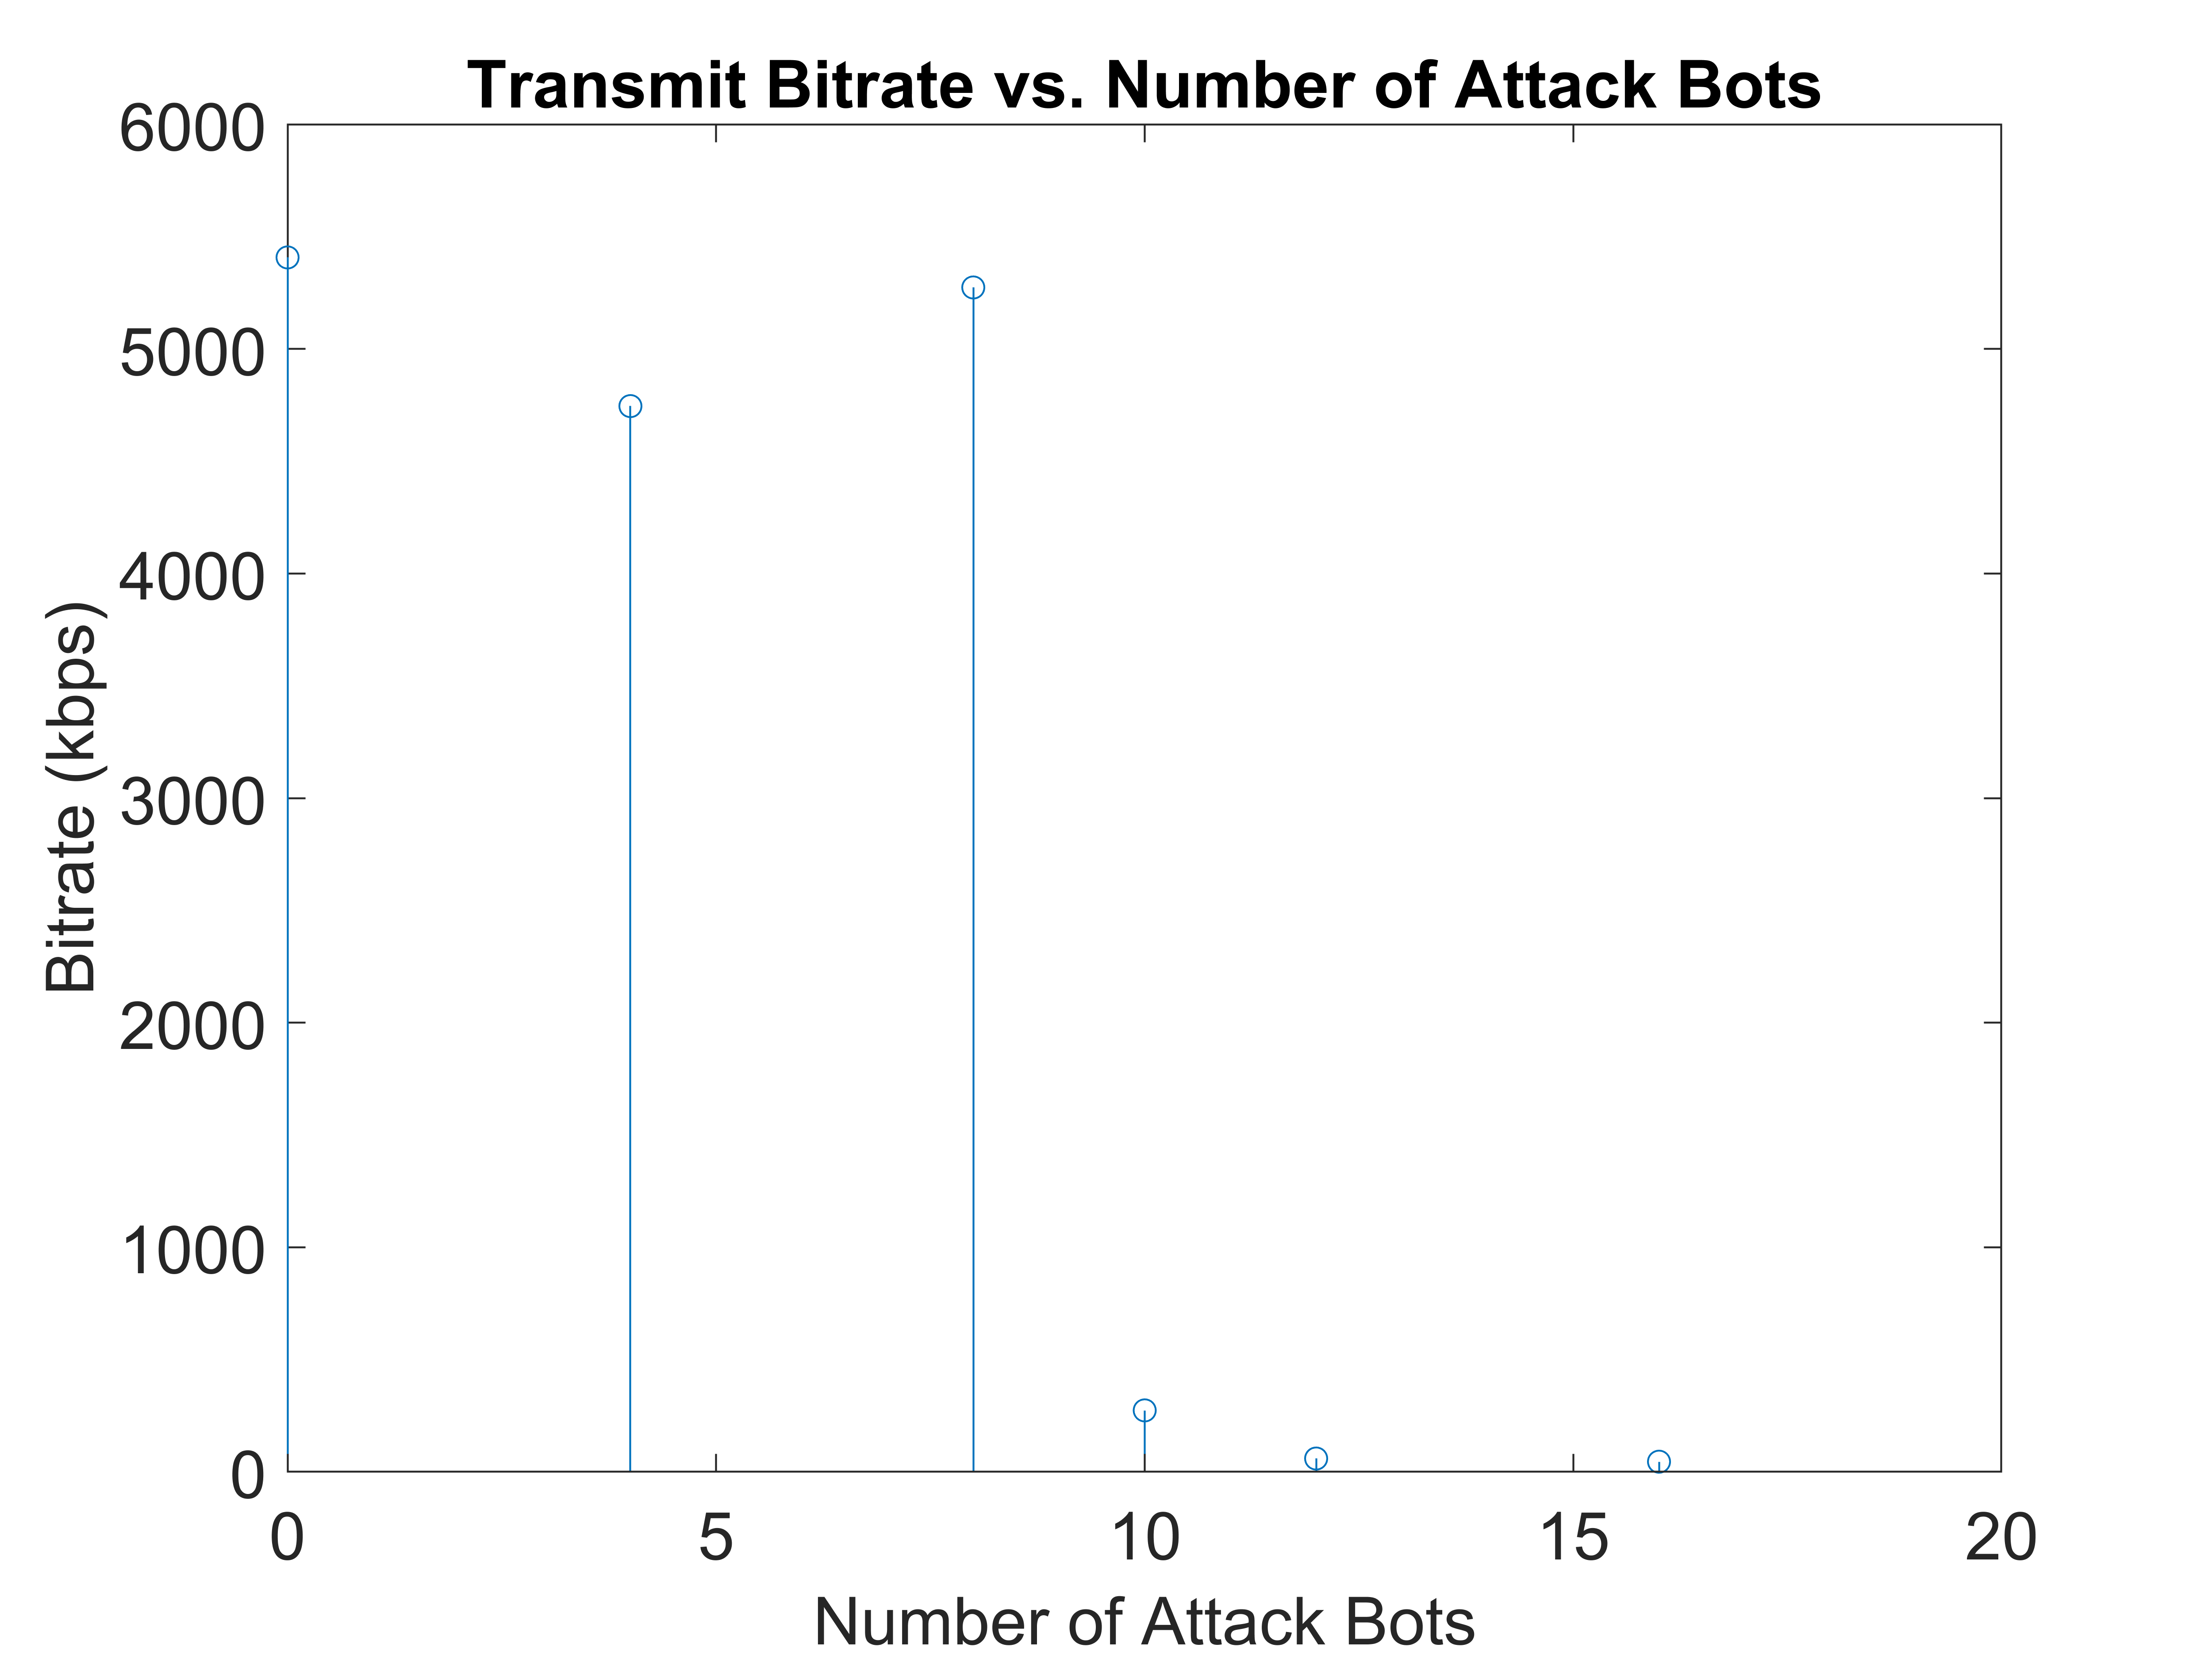 Transmit Bitrate vs. Number of Attack Bots
6000
5000
4000
3000
2000
1000
0
Bitrate (kbps)
0 5 10 15 20
Number of Attack Bots